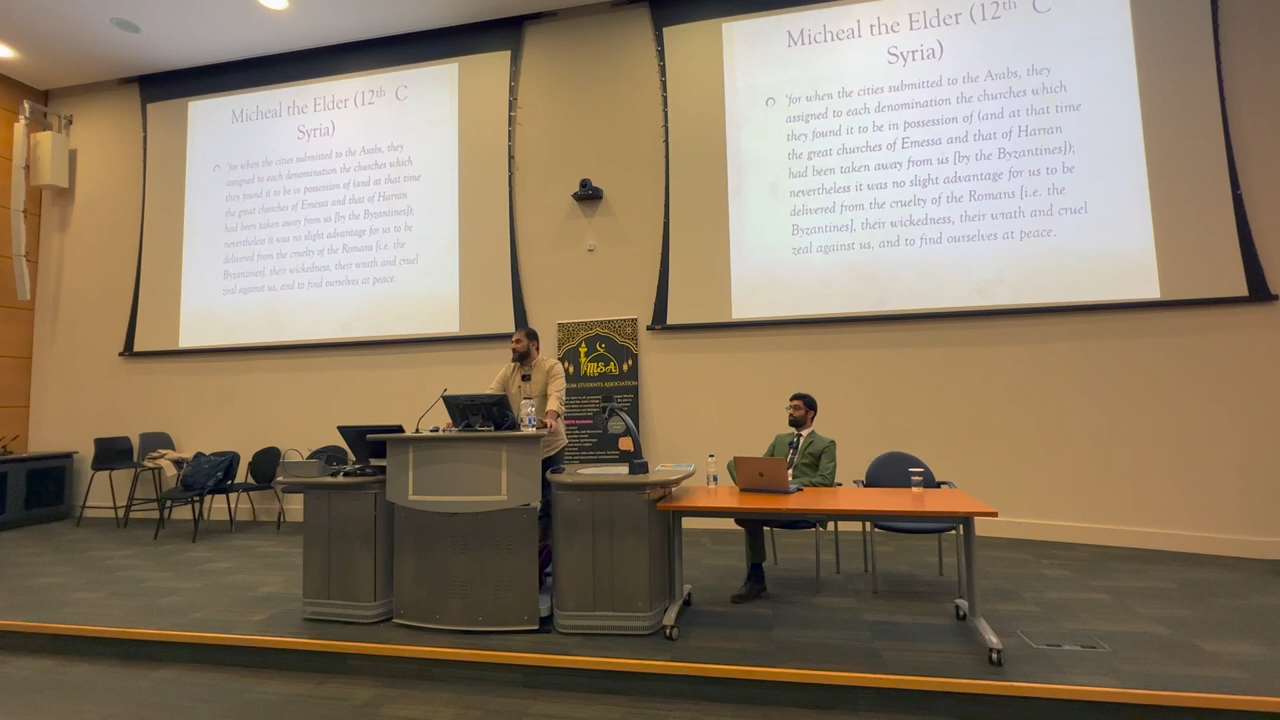 Micheal the Elder (12th C
Syria)
'for when the cities submitted to the Arabs, they
assigned to each denomination the churches which
they found it to be in possession of (and at that time
the great churches of Emessa and that of Harran
had been taken away from us [by the Byzantines]);
nevertheless it was no slight advantage for us to be
delivered from the cruelty of the Romans [i.e. the
Byzantines], their wickedness, their wrath and cruel
zeal against us, and to find ourselves at peace.
Micheal the Elder (12th C
Syria)
'for when the cities submitted to the Arabs, they
assigned to each denomination the churches which
they found it to be in possession of (and at that time
the great churches of Emessa and that of Harran
had been taken away from us [by the Byzantines]);
nevertheless it was no slight advantage for us to be
delivered from the cruelty of the Romans [i.e. the
Byzantines], their wickedness, their wrath and cruel
zeal against us, and to find ourselves at peace.
MSA
STUDENTS ASSOCIATION